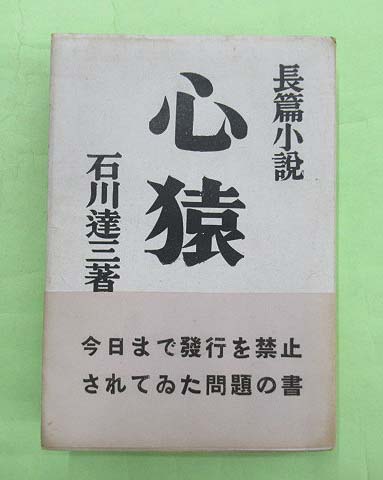 長篇小説
心猿
石川達三著
今日まで發行を禁止
されてゐた問題の書